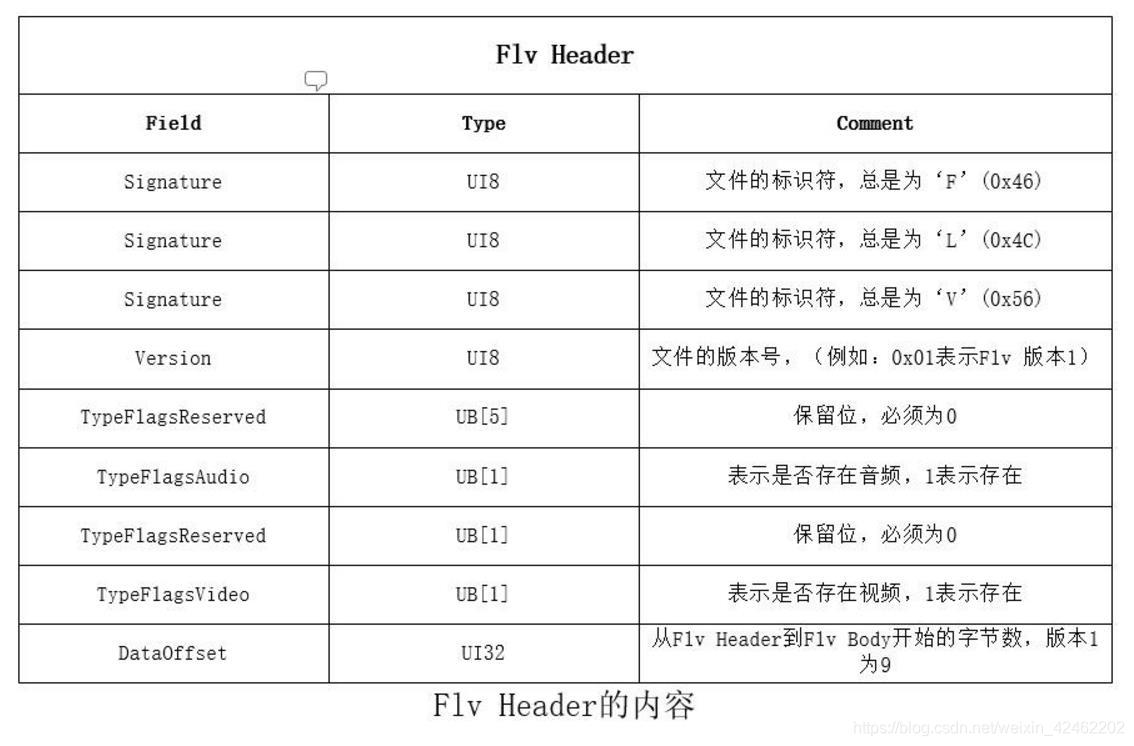 Flv Header
Field Type Comment
Signature UI8 文件的标识符，总是为‘F’(0x46)
Signature UI8 文件的标识符，总是为‘L’(0x4C)
Signature UI8 文件的标识符，总是为‘V’(0x56)
Version UI8 文件的版本号，（例如：0x01表示Flv 版本1）
TypeFlagsReserved UB[5] 保留位，必须为0
TypeFlagsAudio UB[1] 表示是否存在音频，1表示存在
TypeFlagsReserved UB[1] 保留位，必须为0
TypeFlagsVideo UB[1] 表示是否存在视频，1表示存在
DataOffset UI32 从Flv Header到Flv Body开始的字节数，版本1
为9
Flv Header的内容
https://blog.csdn.net/weixin_42462202